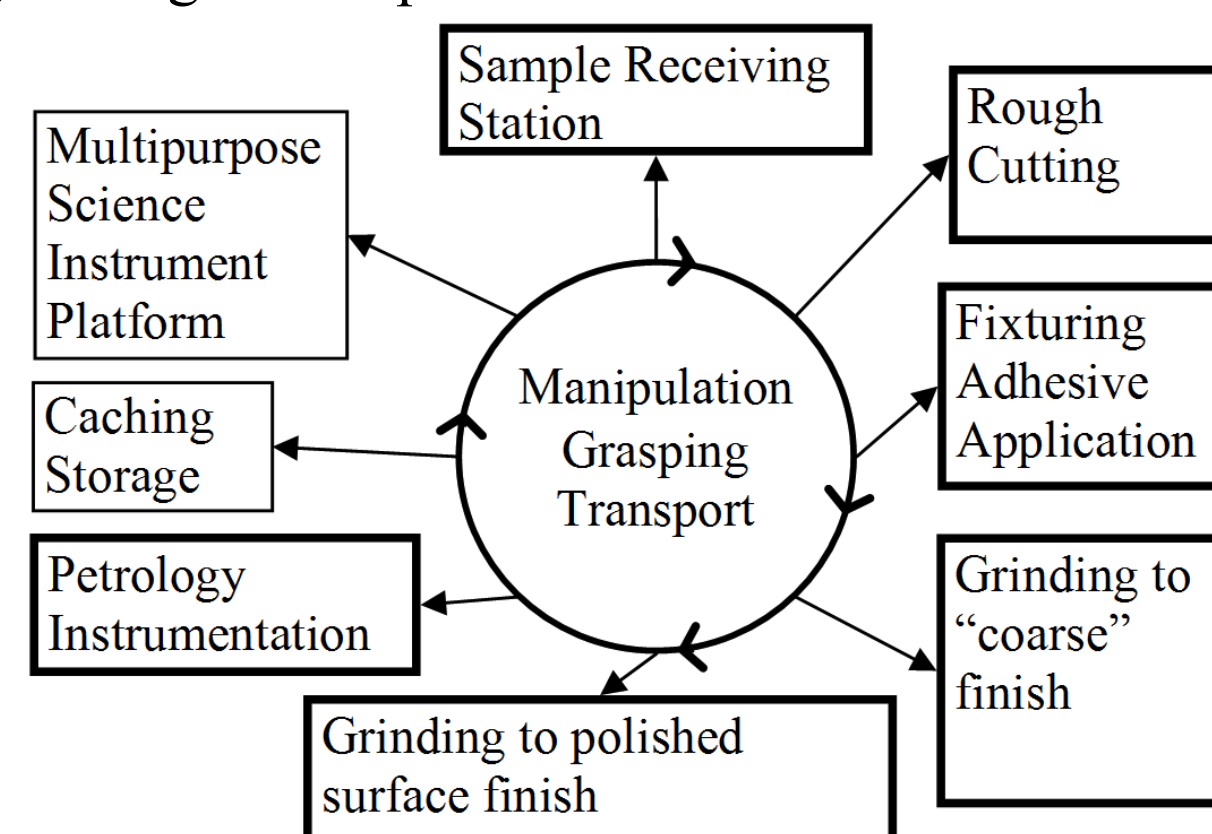 Sample Receiving
Station
Rough
Cutting
Fixturing
Adhesive
Application
Grinding to
“coarse”
finish
Grinding to polished
surface finish
Petrology
Instrumentation
Caching
Storage
Multipurpose
Science
Instrument
Platform
Manipulation
Grasping
Transport